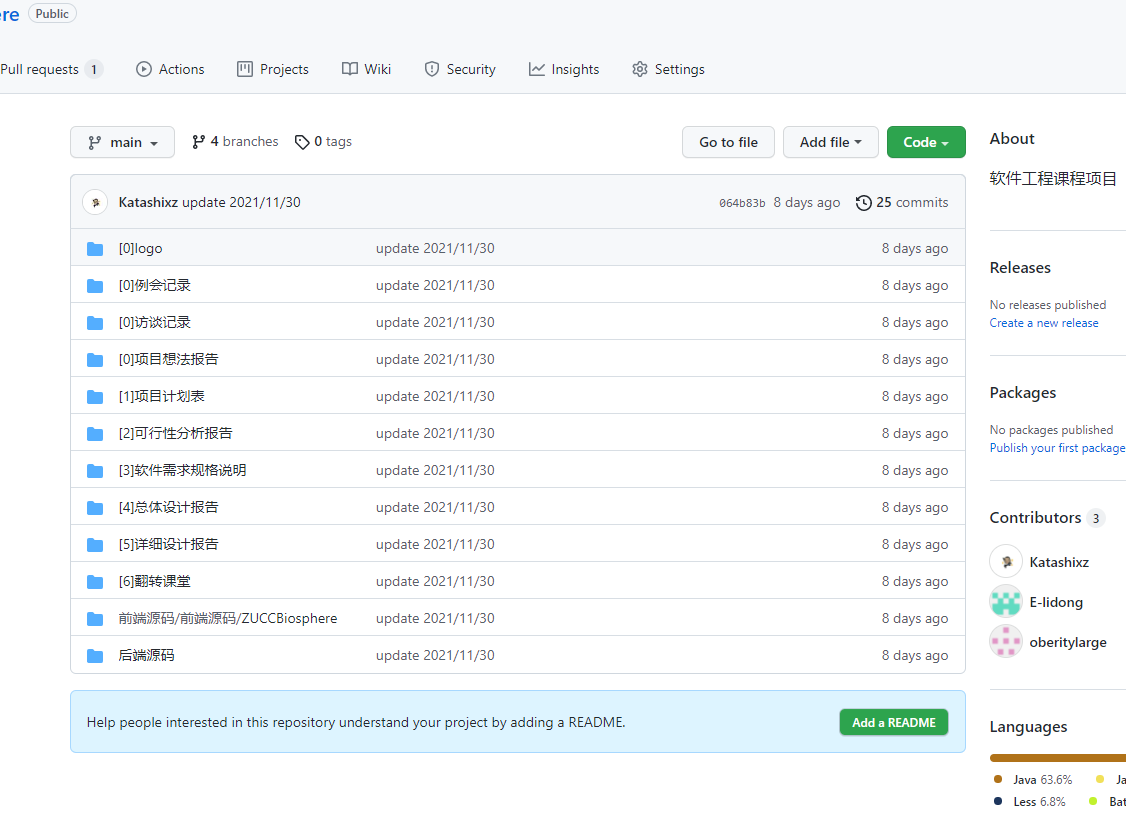 ere Public
Pull requests 1 Actions Projects Wiki Security Insights Settings
main 4 branches 0 tags Go to file Add file Code
Katashixz update 2021/11/30 064b83b 8 days ago 25 commits
[0]logo update 2021/11/30 8 days ago
[0]例会记录 update 2021/11/30 8 days ago
[0]访谈记录 update 2021/11/30 8 days ago
[0]项目想法报告 update 2021/11/30 8 days ago
[1]项目计划表 update 2021/11/30 8 days ago
[2]可行性分析报告 update 2021/11/30 8 days ago
[3]软件需求规格说明 update 2021/11/30 8 days ago
[4]总体设计报告 update 2021/11/30 8 days ago
[5]详细设计报告 update 2021/11/30 8 days ago
[6]翻转课堂 update 2021/11/30 8 days ago
前端源码/前端源码/ZUCCBiosphere update 2021/11/30 8 days ago
后端源码 update 2021/11/30 8 days ago
Help people interested in this repository understand your project by adding a README. Add a README
About
软件工程课程项目
Releases
No releases published
Create a new release
Packages
No packages published
Publish your first package
Contributors 3
Katashixz
E-lidong
oberitylarge
Languages
Java 63.6% Ja
Less 6.8% Bat